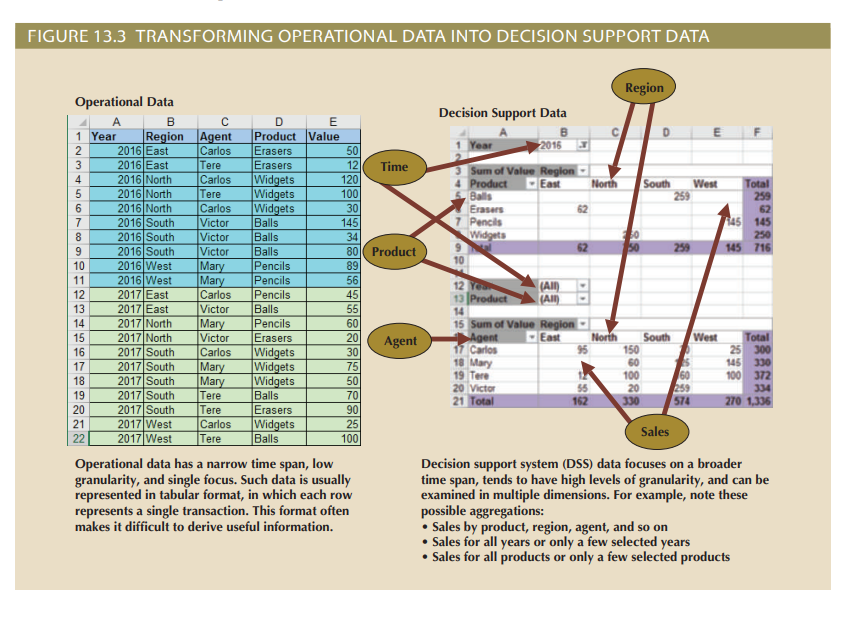 FIGURE 13.3 TRANSFORMING OPERATIONAL DATA INTO DECISION SUPPORT DATA
Operational Data
A B C D E
1 Year Region Agent Product Value
2 2016 East Carlos Erasers 50
3 2016 East Tere Erasers 12
4 2016 North Carlos Widgets 120
5 2016 North Tere Widgets 100
6 2016 North Carlos Widgets 30
7 2016 South Victor Balls 145
8 2016 South Victor Balls 34
9 2016 South Victor Balls 80
10 2016 West Mary Pencils 89
11 2016 West Mary Pencils 56
12 2017 East Carlos Pencils 45
13 2017 East Victor Balls 55
14 2017 North Mary Pencils 60
15 2017 North Victor Erasers 20
16 2017 South Carlos Widgets 30
17 2017 South Mary Widgets 75
18 2017 South Mary Widgets 50
19 2017 South Tere Balls 70
20 2017 South Tere Erasers 90
21 2017 West Carlos Widgets 25
22 2017 West Tere Balls 100
Operational data has a narrow time span, low
granularity, and single focus. Such data is usually
represented in tabular format, in which each row
represents a single transaction. This format often
makes it difficult to derive useful information.
Time
Product
Agent
Region
Sales
Decision Support Data
A B C D E F
1 Year 2016
2
3 Sum of Value Region
4 Product East North South West Total
5 Balls 259 259
Erasers 62 62
7 Pencils 145 145
Widgets 250
9 62 259 145 716
10
12 (All)
13 Product (All)
14
15 Sum of Value Region
Agent East North South West Total
17 Carlos 95 150 25 300
18 Mary 60 145 330
19 Tere 100 100 372
20 Victor 55 20 259 334
21 Total 162 330 574 270 1,336
Decision support system (DSS) data focuses on a broader
time span, tends to have high levels of granularity, and can be
examined in multiple dimensions. For example, note these
possible aggregations:
• Sales by product, region, agent, and so on
• Sales for all years or only a few selected years
• Sales for all products or only a few selected products